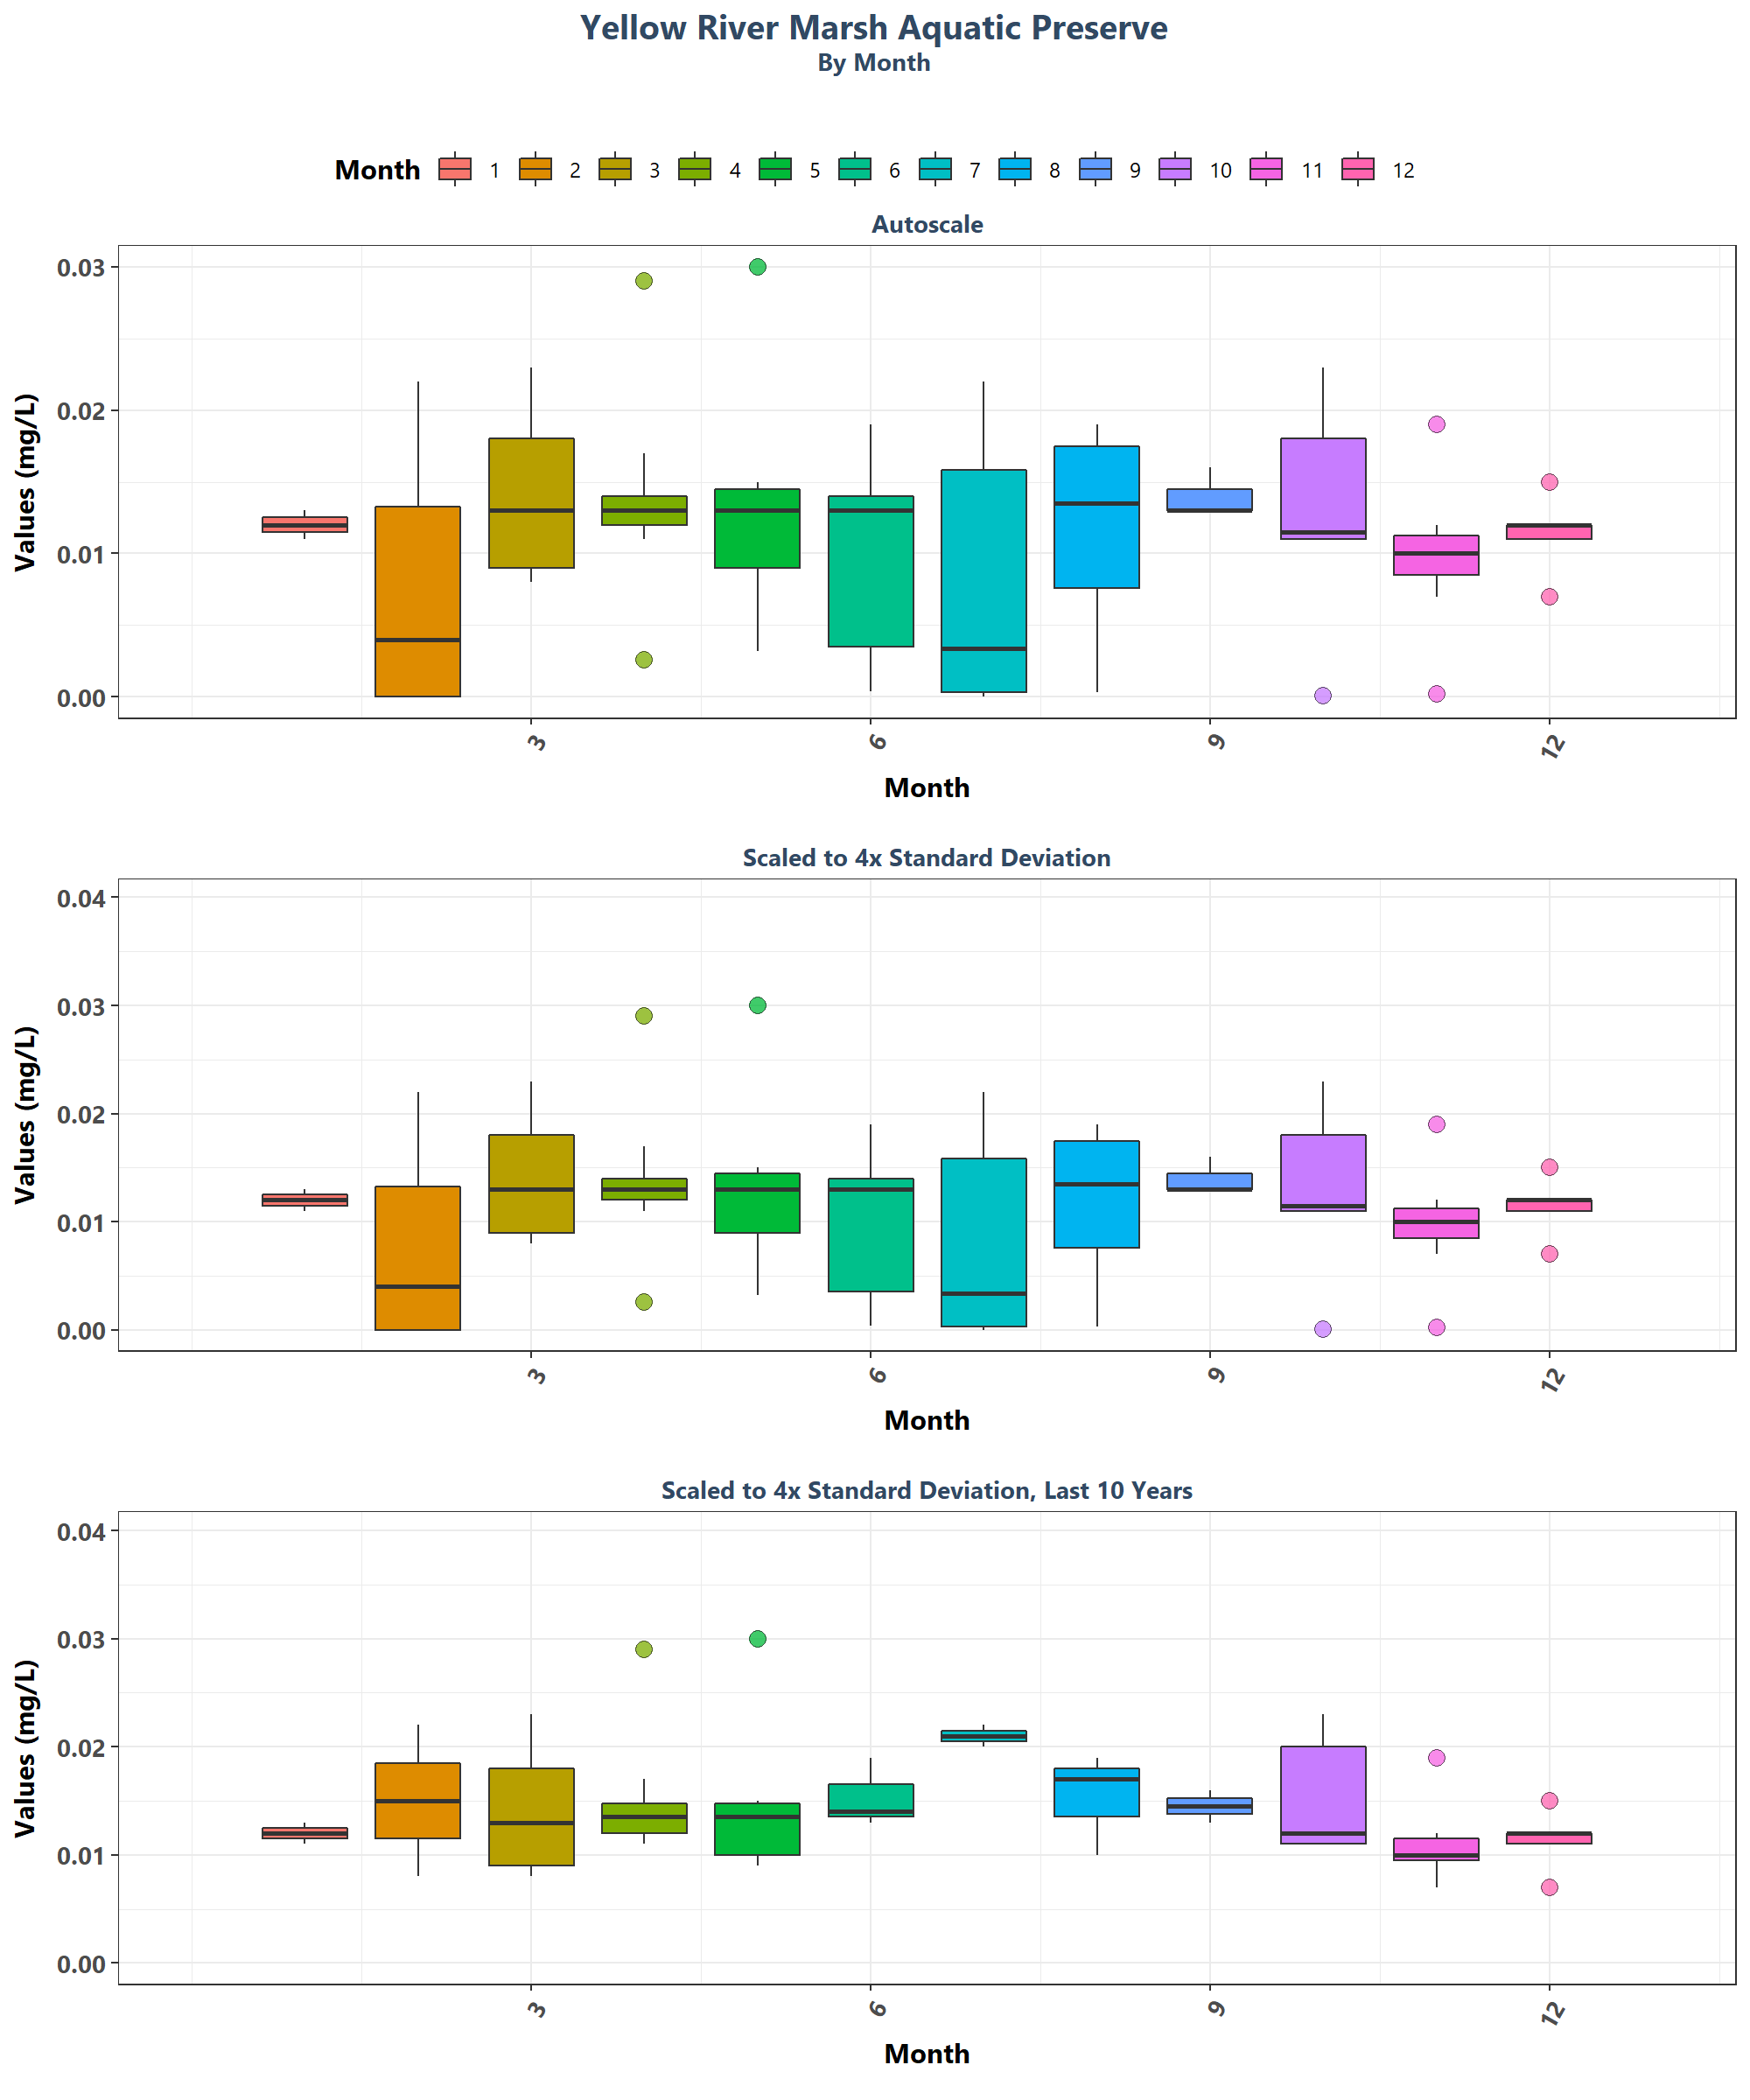 Yellow River Marsh Aquatic Preserve
By Month
Month 1 2 3 4 5 6 7 8 9 10 11 12
Autoscale
Values (mg/L)
0.03
0.02
0.01
0.00
3 6 9 12
Month
Scaled to 4x Standard Deviation
Values (mg/L)
0.04
0.03
0.02
0.01
0.00
3 6 9 12
Month
Scaled to 4x Standard Deviation, Last 10 Years
Values (mg/L)
0.04
0.03
0.02
0.01
0.00
3 6 9 12
Month